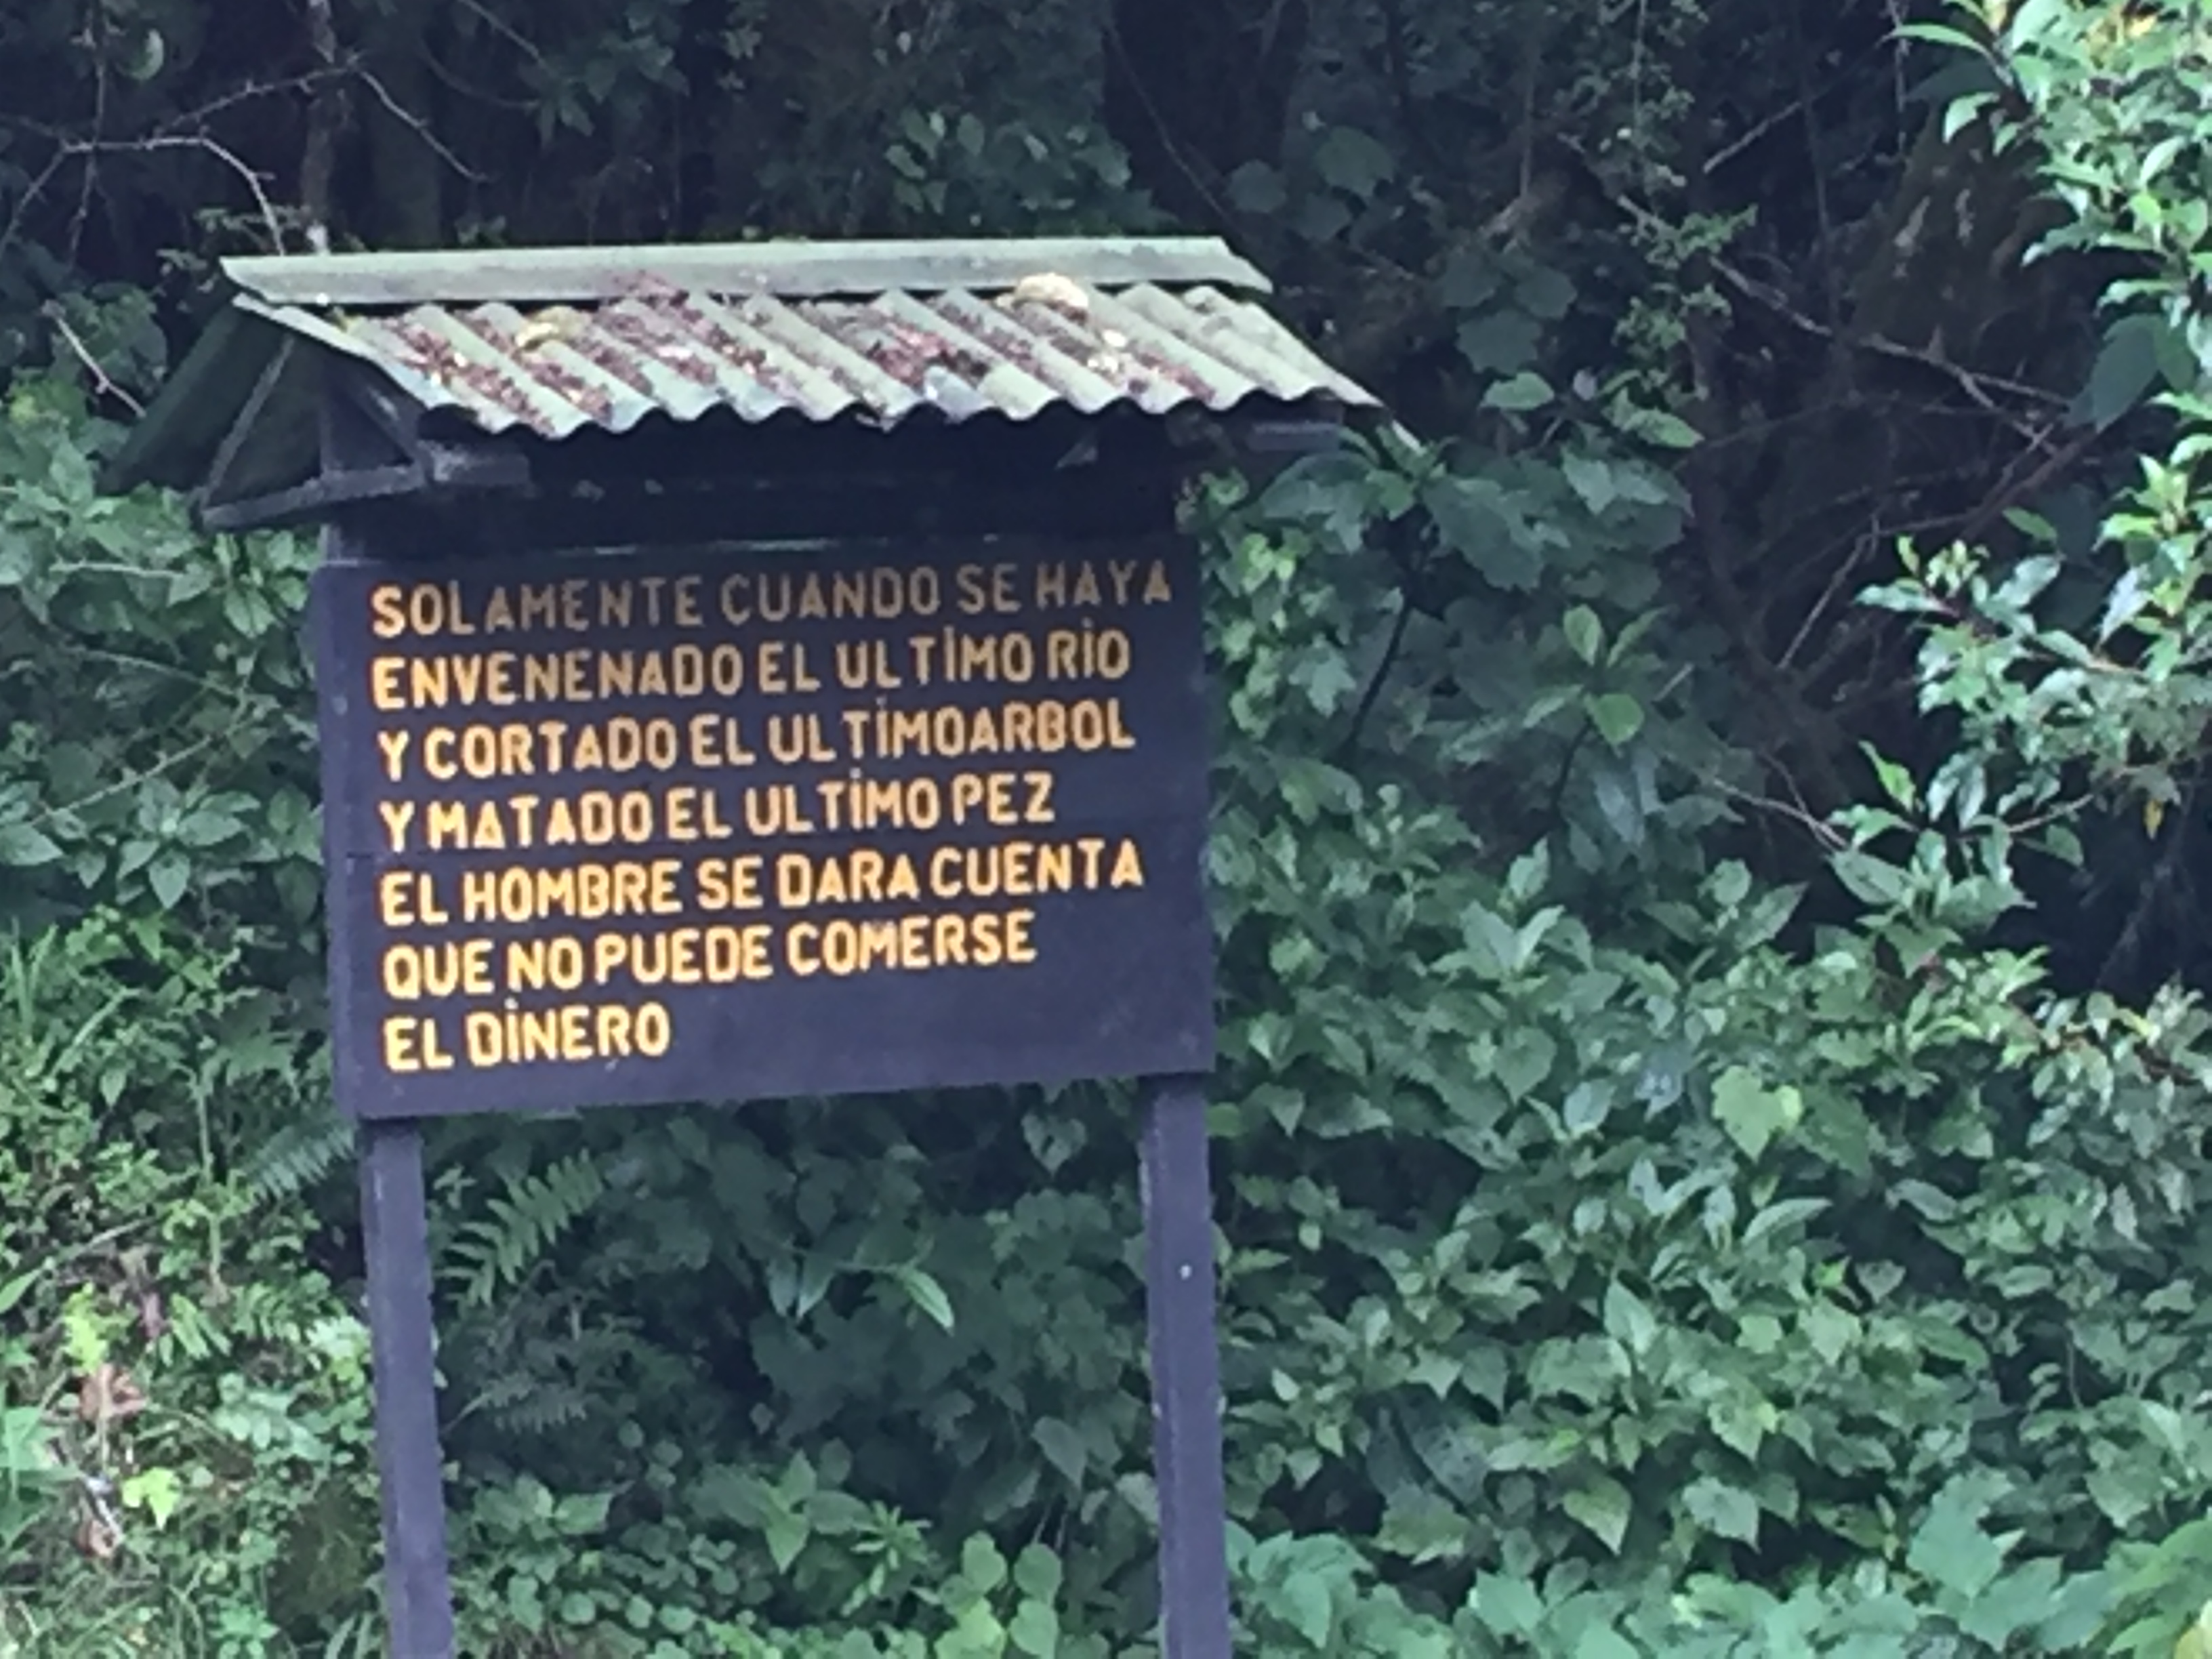 SOLAMENTE CUANDO SE HAYA
ENVENENADO EL ULTIMO RIO
Y CORTADO EL ULTIMOARBOL
Y MATADO EL ULTIMO PEZ
EL HOMBRE SE DARA CUENTA
QUE NO PUEDE COMERSE
EL DINERO